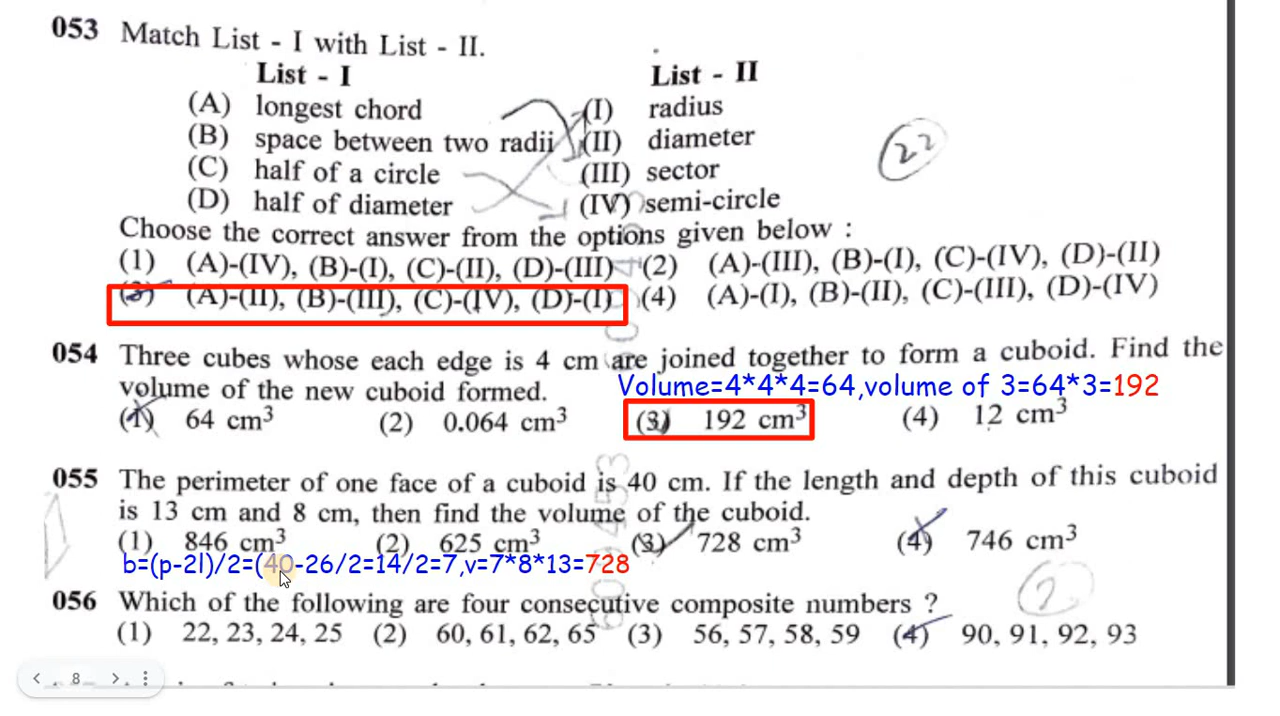 053 Match List - I with List - II.
List - I List - II
(A) longest chord (I) radius
(B) space between two radii (II) diameter
(C) half of a circle (III) sector
(D) half of diameter (IV) semi-circle
22
Choose the correct answer from the options given below :
(1) (A)-(IV), (B)-(I), (C)-(II), (D)-(III) (2) (A)-(III), (B)-(I), (C)-(IV), (D)-(II)
(3) (A)-(II), (B)-(III), (C)-(IV), (D)-(I) (4) (A)-(I), (B)-(II), (C)-(III), (D)-(IV)
054 Three cubes whose each edge is 4 cm are joined together to form a cuboid. Find the
volume of the new cuboid formed. Volume=4*4*4=64,volume of 3=64*3=192
(1) 64 cm³ (2) 0.064 cm³ (3) 192 cm³ (4) 12 cm³
055 The perimeter of one face of a cuboid is 40 cm. If the length and depth of this cuboid
is 13 cm and 8 cm, then find the volume of the cuboid.
(1) 846 cm³ (2) 625 cm³ (3) 728 cm³ (4) 746 cm³
b=(p-2l)/2=(40-26/2=14/2=7,v=7*8*13=728
056 Which of the following are four consecutive composite numbers ?
(1) 22, 23, 24, 25 (2) 60, 61, 62, 65 (3) 56, 57, 58, 59 (4) 90, 91, 92, 93
8